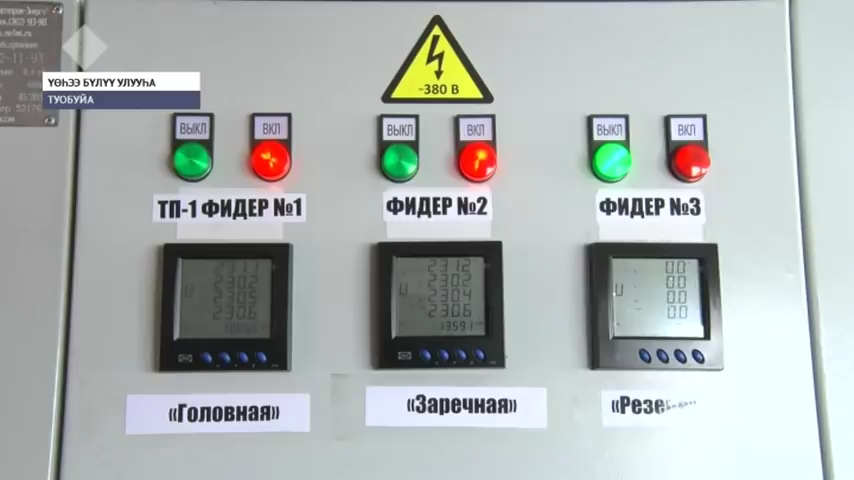 ҮӨҺЭЭ БҮЛҮҮ УЛУУҺА
ТУОБУЙА
~380 В
ВЫКЛ ВКЛ ВЫКЛ ВКЛ ВЫКЛ ВКЛ
ТП-1 ФИДЕР №1 ФИДЕР №2 ФИДЕР №3
U 230.2 230.6
U 231.2 230.2 230.4 230.6 13591
U 0.0 0.0 0.0 0.0
«Головная» «Заречная» «Резе